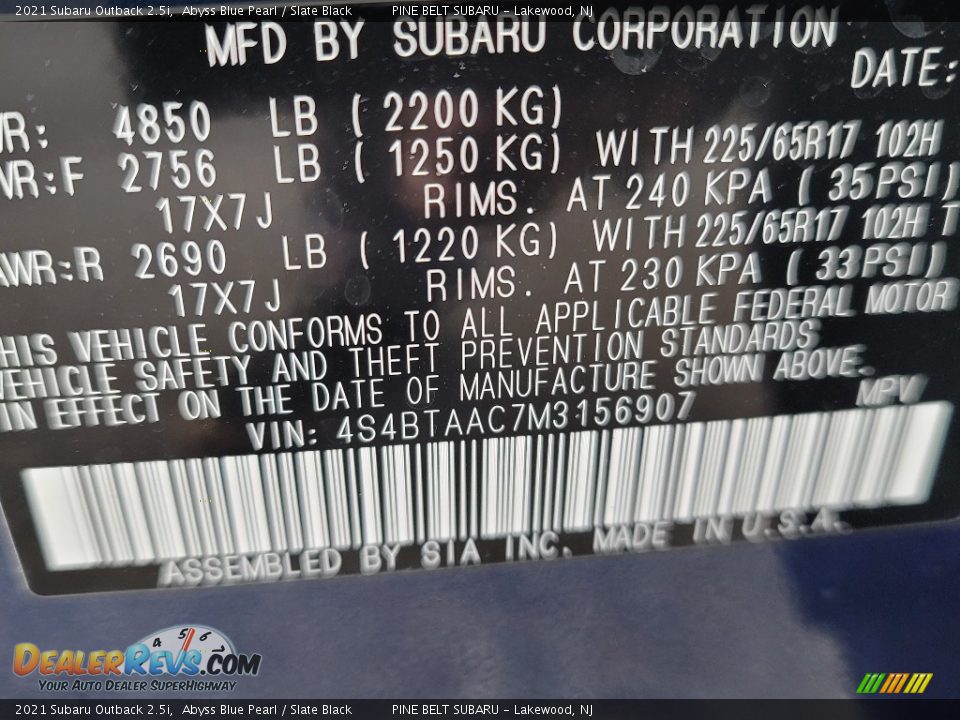 2021 Subaru Outback 2.5i, Abyss Blue Pearl / Slate Black PINE BELT SUBARU - Lakewood, NJ
MFD BY SUBARU CORPORATION
DATE:
WR: 4850 LB ( 2200 KG)
WR:F 2756 LB ( 1250 KG) WITH 225/65R17 102H
17X7J RIMS. AT 240 KPA ( 35PSI)
AWR:R 2690 LB ( 1220 KG) WITH 225/65R17 102H T
17X7J RIMS. AT 230 KPA ( 33PSI)
HIS VEHICLE CONFORMS TO ALL APPLICABLE FEDERAL MOTOR
VEHICLE SAFETY AND THEFT PREVENTION STANDARDS
IN EFFECT ON THE DATE OF MANUFACTURE SHOWN ABOVE.
VIN: 4S4BTAAC7M3156907 MPV
ASSEMBLED BY SIA INC. MADE IN U.S.A.
4 5 6
DEALERREVS.COM
YOUR AUTO DEALER SUPERHIGHWAY
2021 Subaru Outback 2.5i, Abyss Blue Pearl / Slate Black PINE BELT SUBARU - Lakewood, NJ